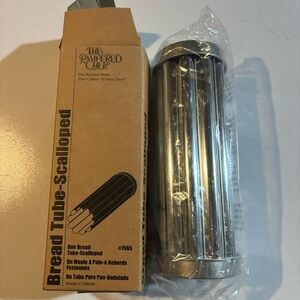 THE
PAMPERED
CHEF
The Kitchen Store
That Comes To Your Door®
Bread Tube-Scalloped
One Bread
Tube-Scalloped
#1565
Un Moule à Pain-à Rebords
Festonnés
Un Tubo Para Pan-Ondulado
Made in Taiwan